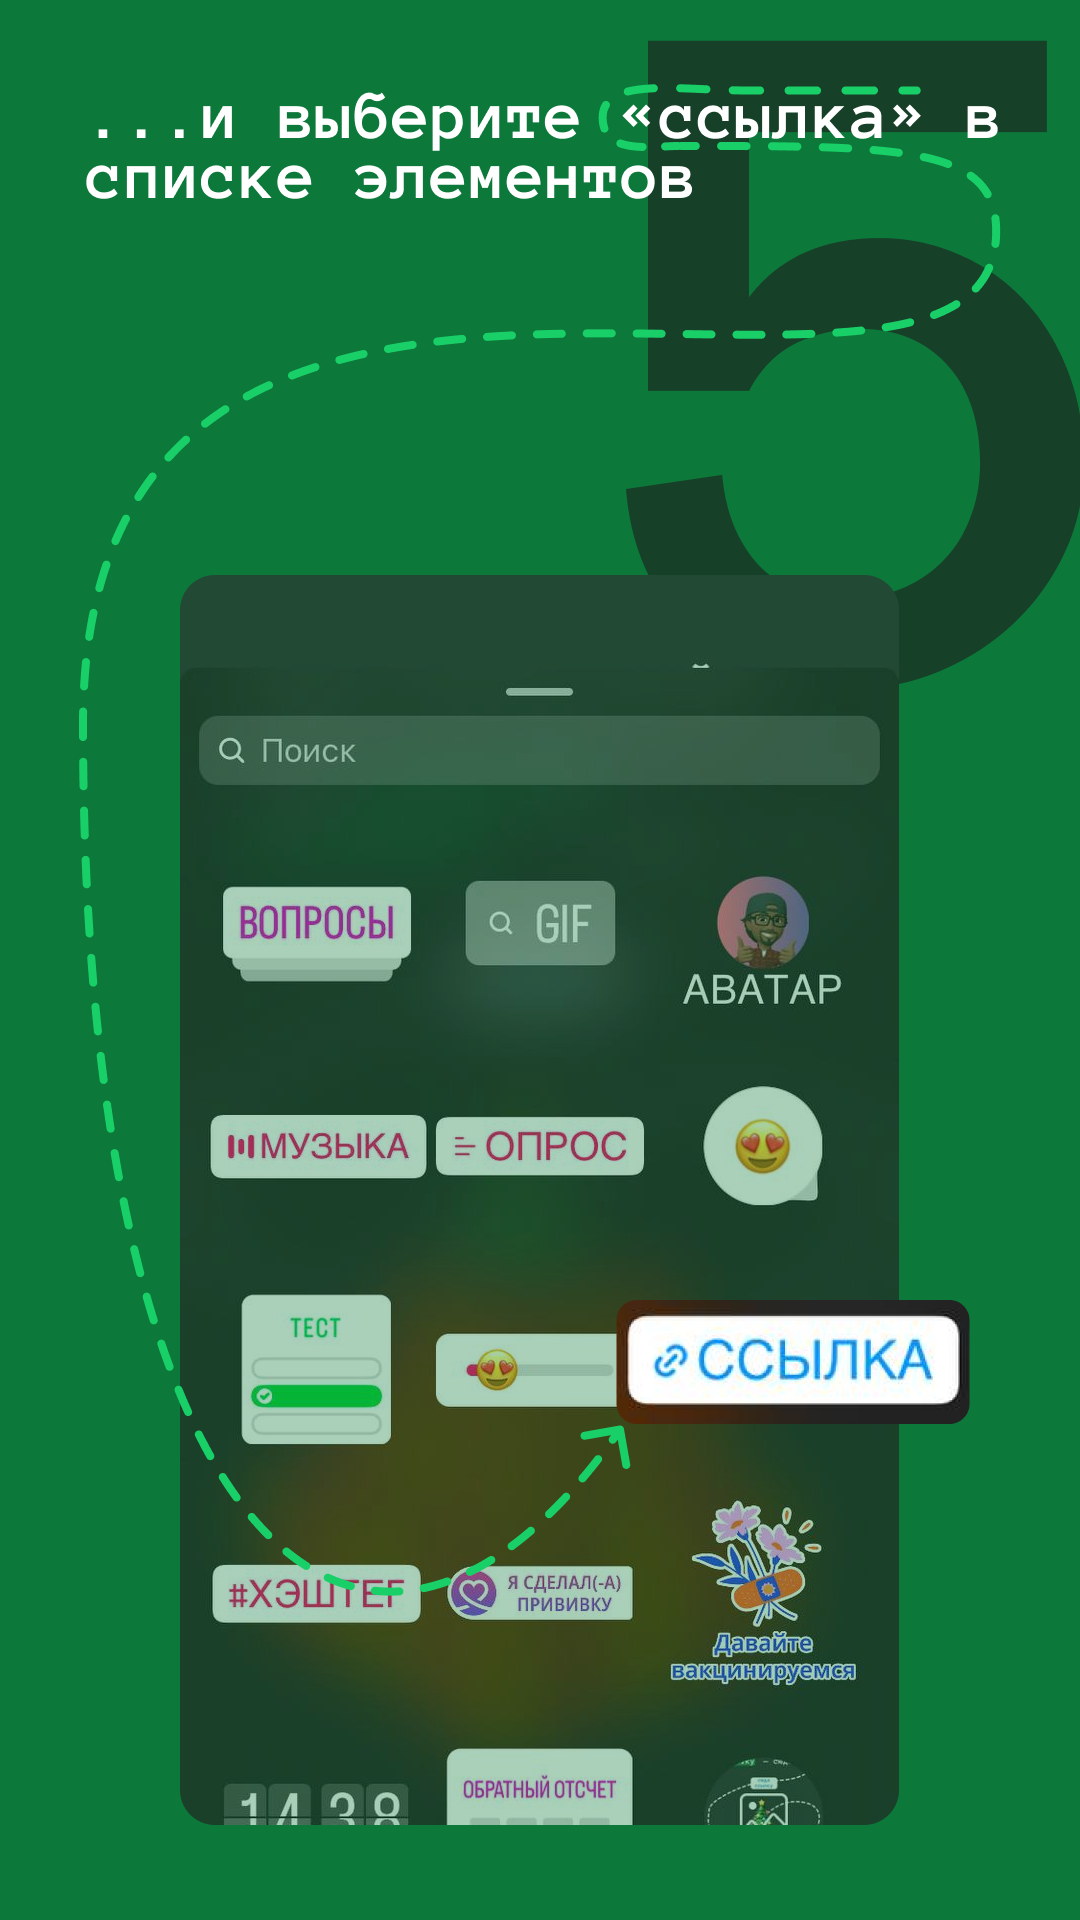 5
...и выберите «ссылка» в
списке элементов
Поиск
ВОПРОСЫ
GIF
АВАТАР
МУЗЫКА
ОПРОС
ТЕСТ
ССЫЛКА
#ХЭШТЕГ
Я СДЕЛАЛ(-А)
ПРИВИВКУ
Давайте
вакцинируемся
14 38
ОБРАТНЫЙ ОТСЧЕТ